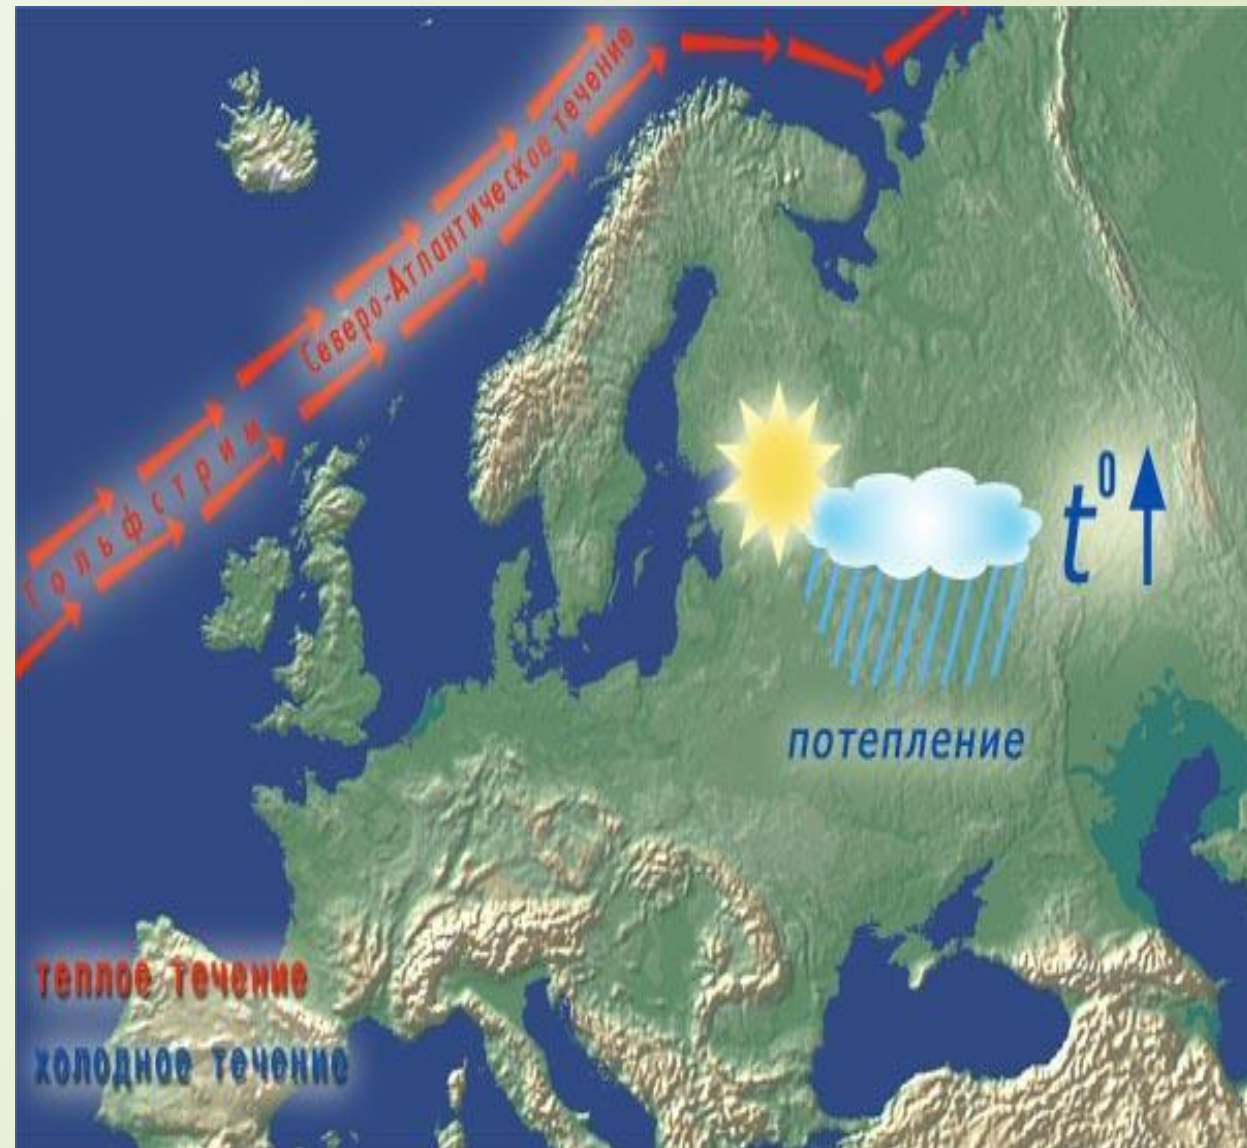 Северо-Атлантическое течение
Гольфстрим
t⁰
потепление
теплое течение
холодное течение